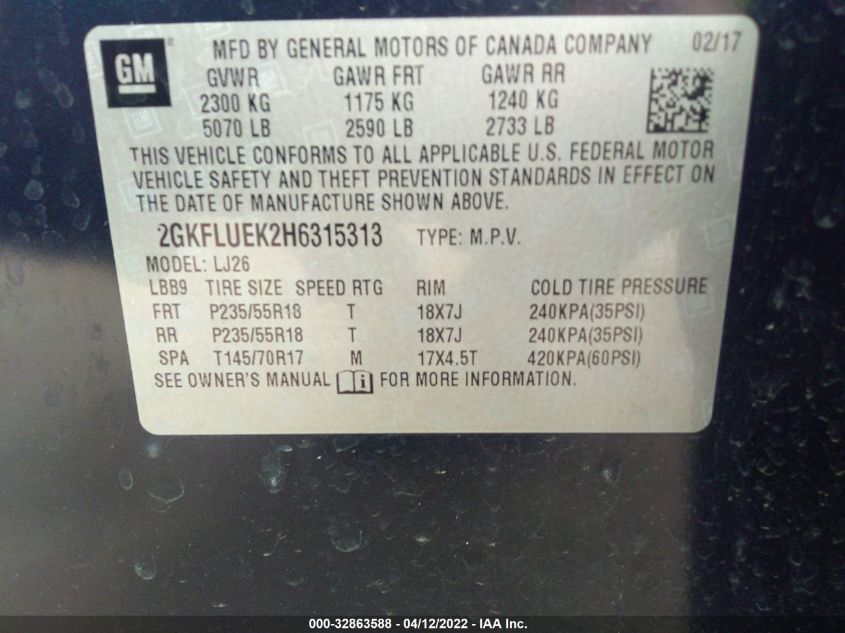 GM® MFD BY GENERAL MOTORS OF CANADA COMPANY 02/17
GVWR GAWR FRT GAWR RR
2300 KG 1175 KG 1240 KG
5070 LB 2590 LB 2733 LB
THIS VEHICLE CONFORMS TO ALL APPLICABLE U.S. FEDERAL MOTOR
VEHICLE SAFETY AND THEFT PREVENTION STANDARDS IN EFFECT ON
THE DATE OF MANUFACTURE SHOWN ABOVE.
2GKFLUEK2H6315313 TYPE: M.P.V.
MODEL: LJ26
LBB9 TIRE SIZE SPEED RTG RIM COLD TIRE PRESSURE
FRT P235/55R18 T 18X7J 240KPA(35PSI)
RR P235/55R18 T 18X7J 240KPA(35PSI)
SPA T145/70R17 M 17X4.5T 420KPA(60PSI)
SEE OWNER'S MANUAL i FOR MORE INFORMATION.
000-32863588 - 04/12/2022 - IAA Inc.